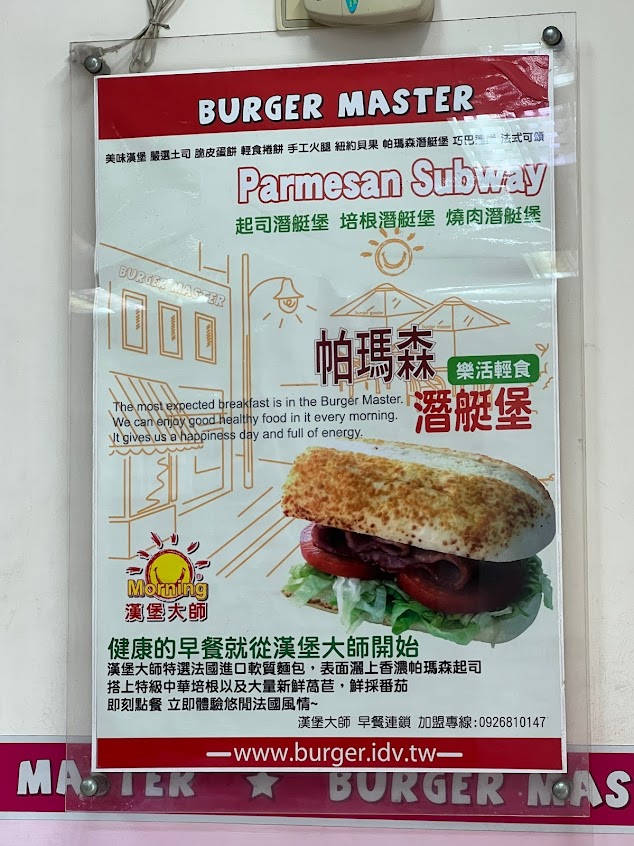 BURGER MASTER
美味漢堡 嚴選土司 脆皮蛋餅 輕食捲餅 手工火腿 紐約貝果 帕瑪森潛艇堡 巧巴 法式可頌
Parmesan Subway
起司潛艇堡 培根潛艇堡 燒肉潛艇堡
BURGER MASTER
帕瑪森
樂活輕食
潛艇堡
The most expected breakfast is in the Burger Master.
We can enjoy good healthy food in it every morning.
It gives us a happiness day and full of energy.
Morning
漢堡大師
健康的早餐就從漢堡大師開始
漢堡大師特選法國進口軟質麵包，表面灑上香濃帕瑪森起司
搭上特級中華培根以及大量新鮮萵苣，鮮採番茄
即刻點餐 立即體驗悠閒法國風情~
漢堡大師 早餐連鎖 加盟專線:0926810147
www.burger.idv.tw
MASTER ★ BURGER MAS